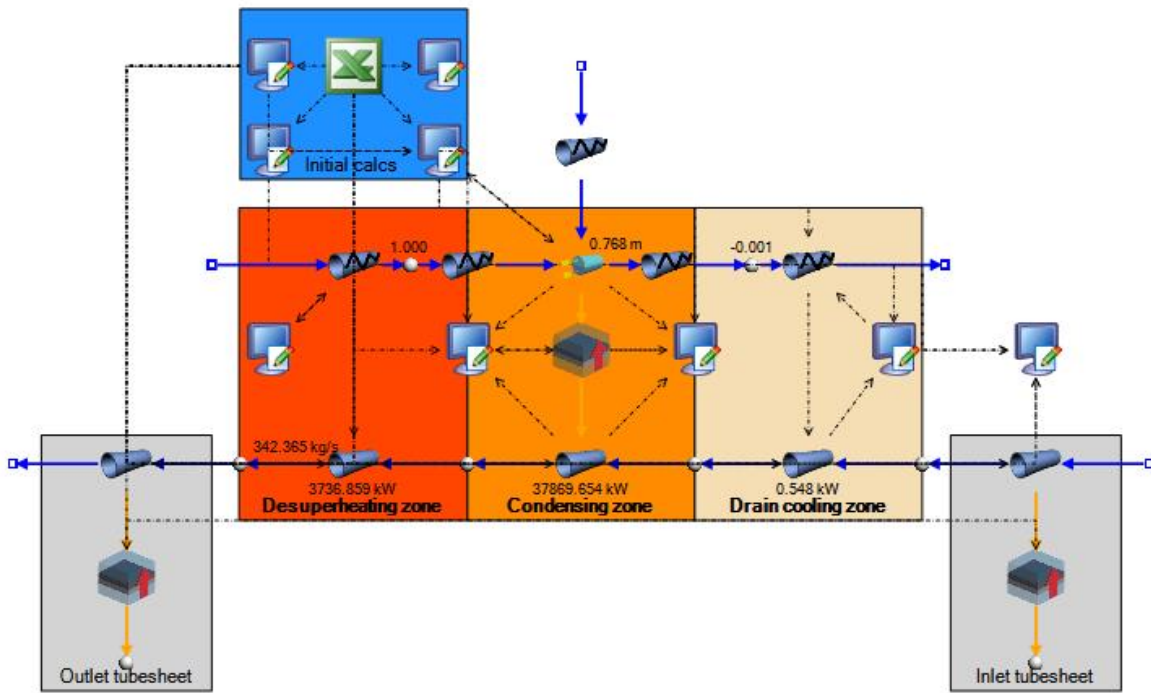 Initial calcs
1.000
0.768 m
-0.001
342.365 kg/s
3736.859 kW
37869.654 kW
0.548 kW
Desuperheating zone
Condensing zone
Drain cooling zone
Outlet tubesheet
Inlet tubesheet